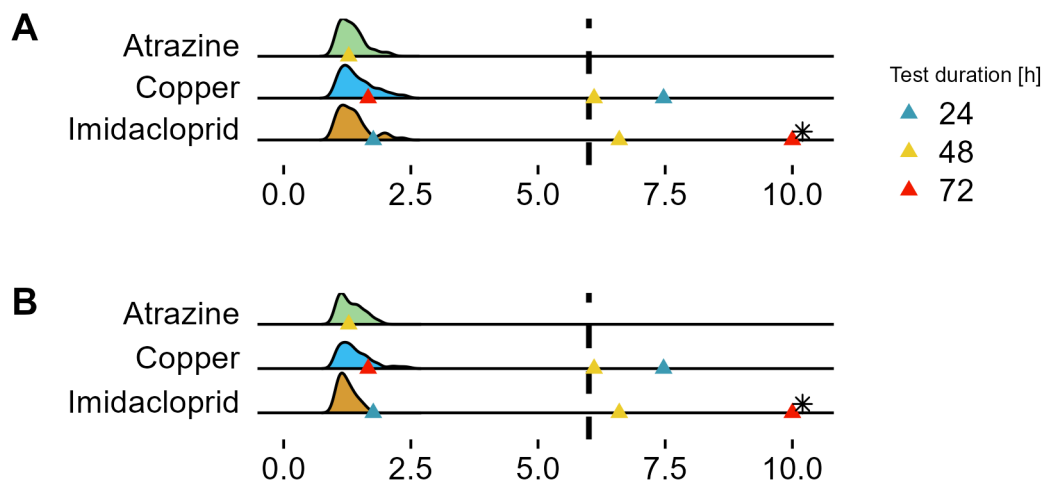 A
Atrazine
Copper
Imidacloprid
0.0 2.5 5.0 7.5 10.0
Test duration [h]
24
48
72
B
Atrazine
Copper
Imidacloprid
0.0 2.5 5.0 7.5 10.0